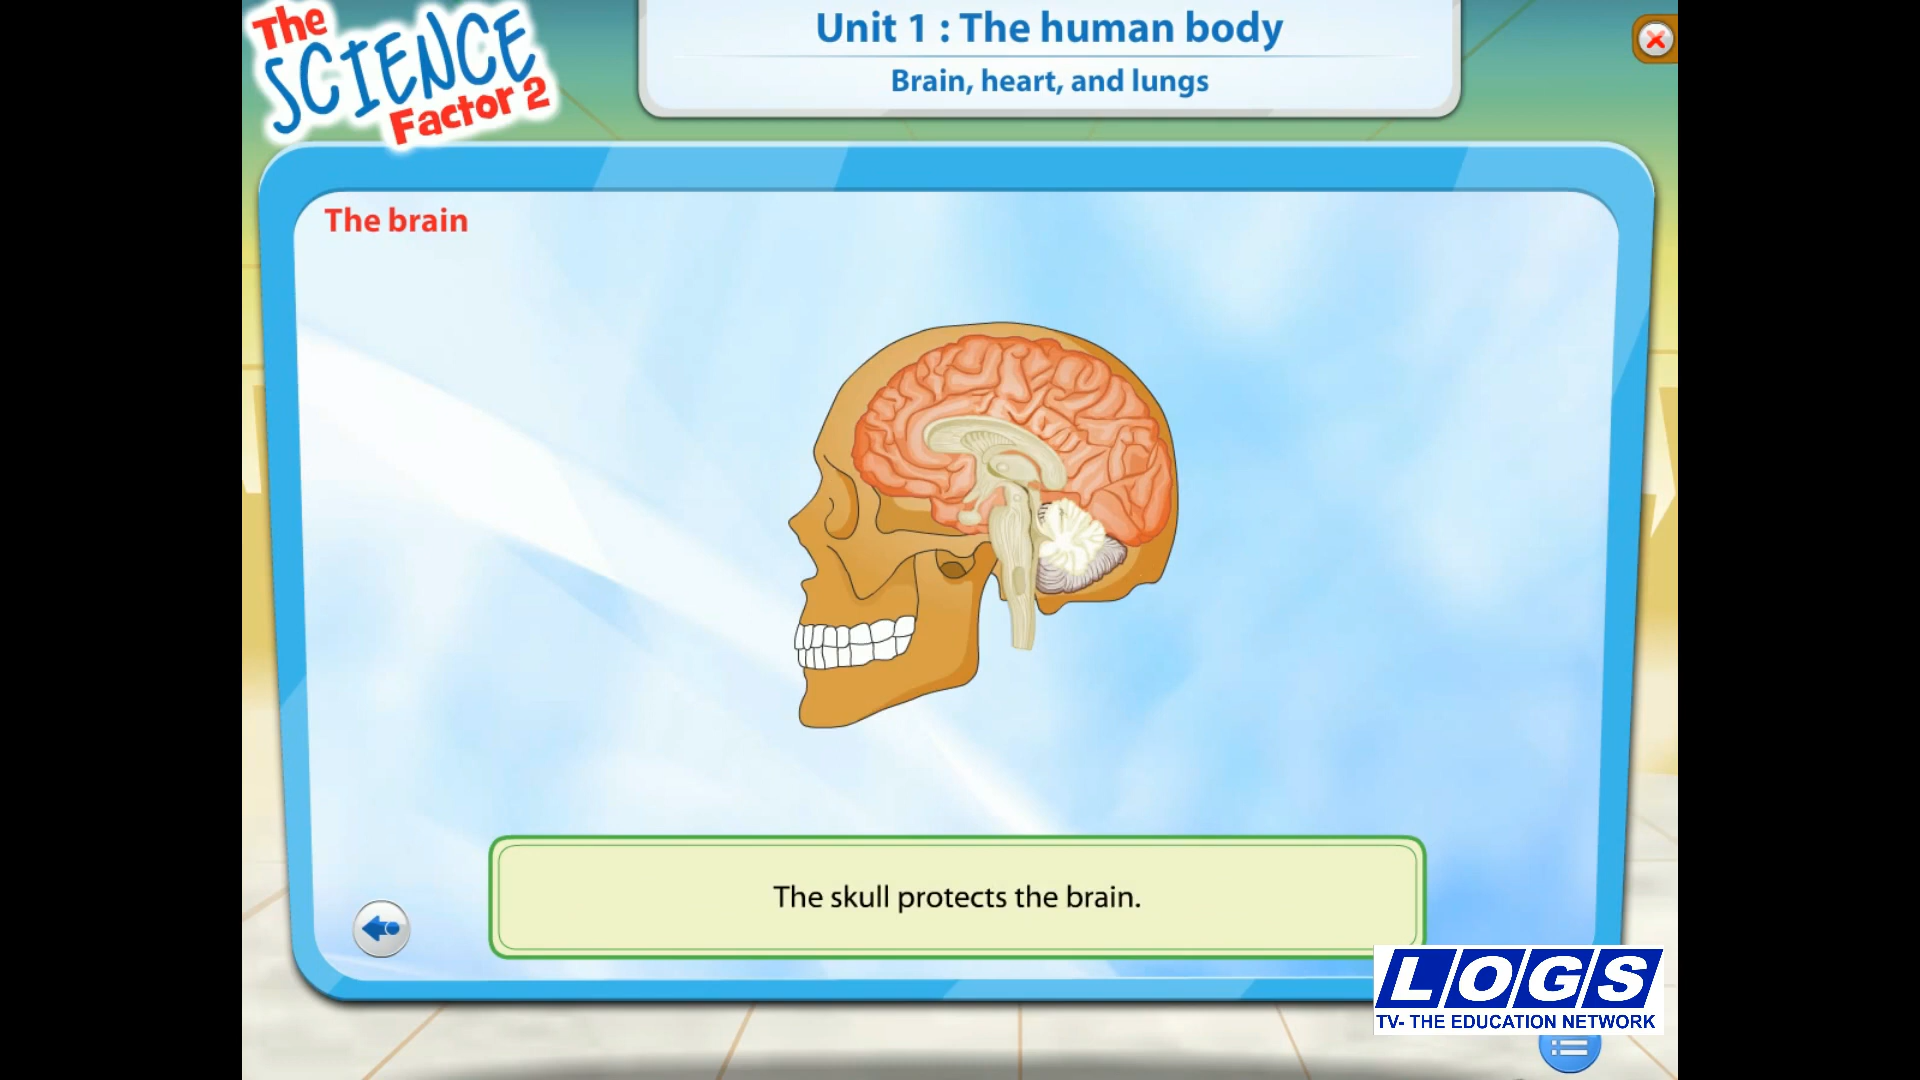 The
SCIENCE
Factor 2
Unit 1 : The human body
Brain, heart, and lungs
The brain
The skull protects the brain.
LOGS
TV- THE EDUCATION NETWORK